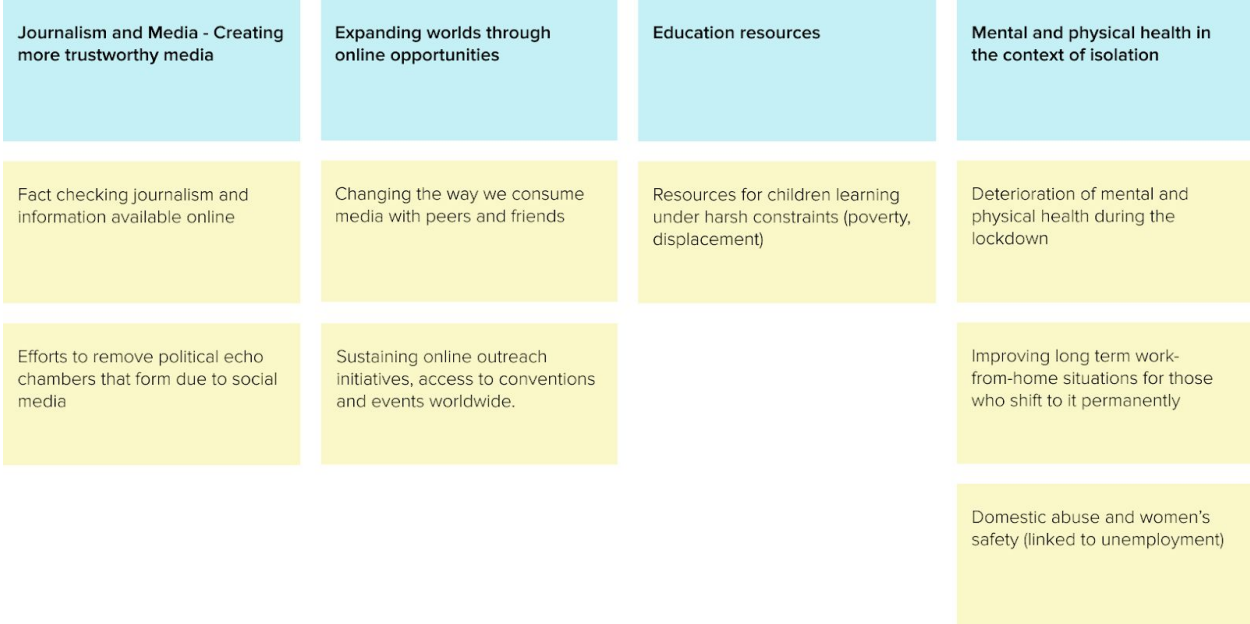 Journalism and Media - Creating
more trustworthy media
Fact checking journalism and
information available online
Efforts to remove political echo
chambers that form due to social
media
Expanding worlds through
online opportunities
Changing the way we consume
media with peers and friends
Sustaining online outreach
initiatives, access to conventions
and events worldwide.
Education resources
Resources for children learning
under harsh constraints (poverty,
displacement)
Mental and physical health in
the context of isolation
Deterioration of mental and
physical health during the
lockdown
Improving long term work-
from-home situations for those
who shift to it permanently
Domestic abuse and women’s
safety (linked to unemployment)